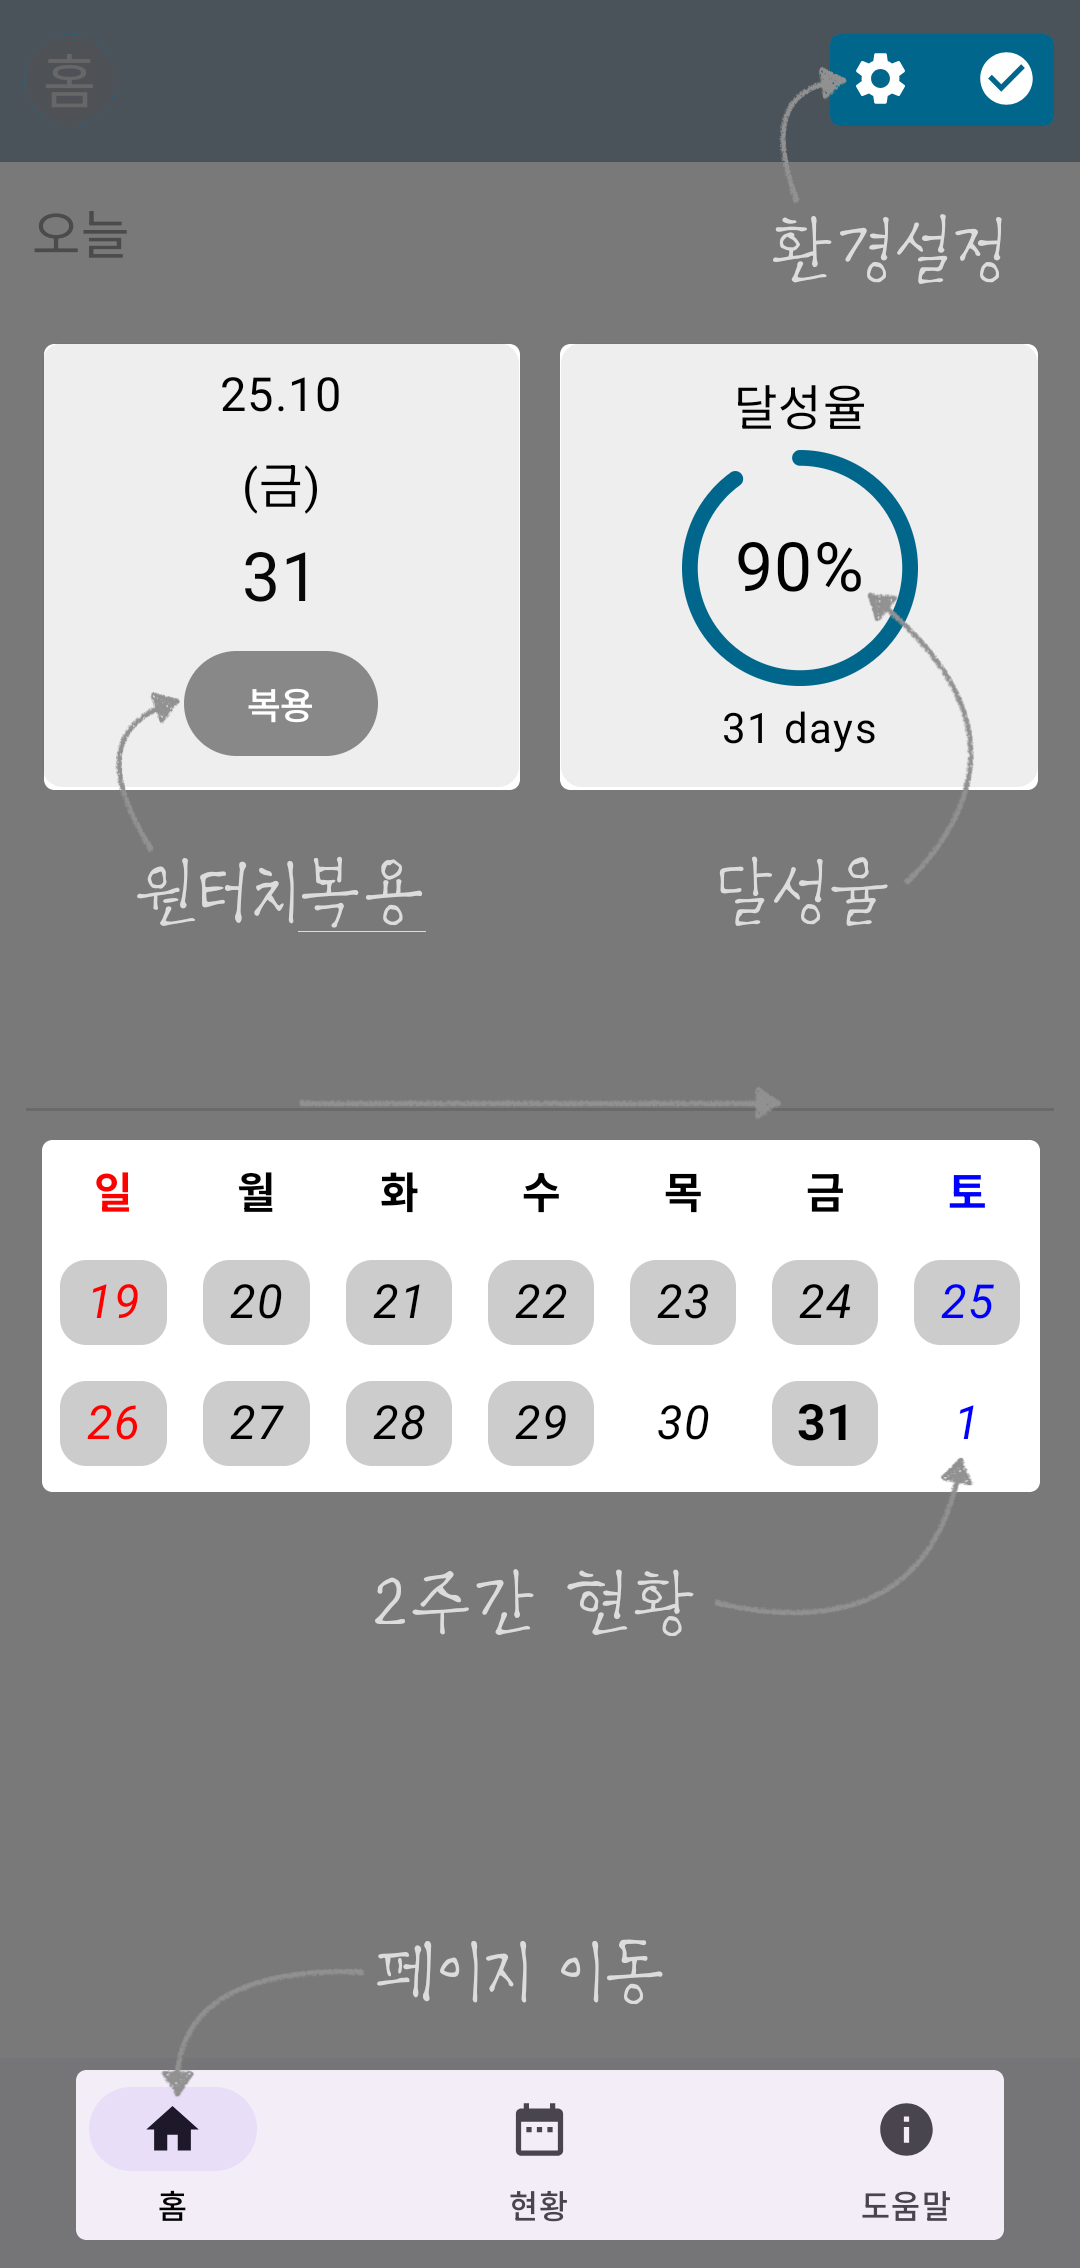 홈
오늘
환경설정
25.10
(금)
31
복용
달성율
90%
31 days
원터치복용
달성율
일 월 화 수 목 금 토
19 20 21 22 23 24 25
26 27 28 29 30 31 1
2주간 현황
페이지 이동
홈 현황 도움말